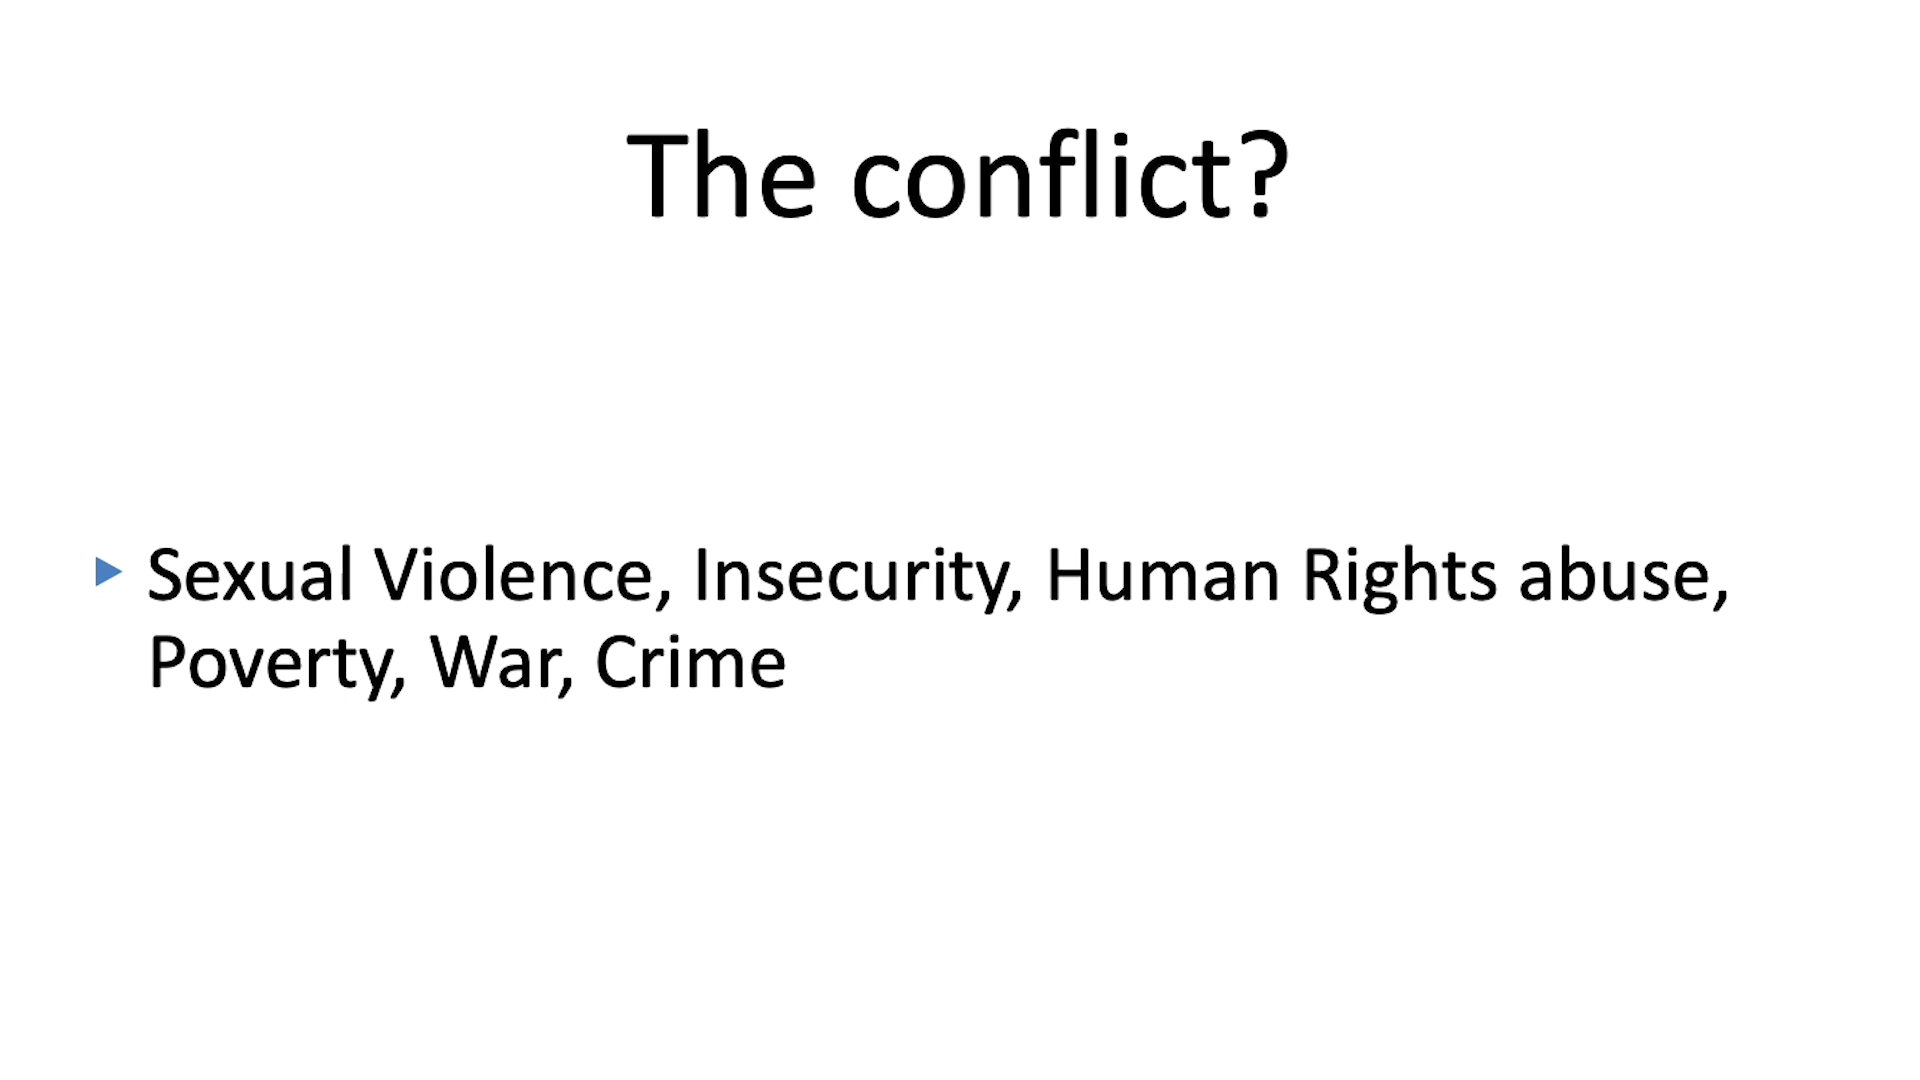 The conflict?
Sexual Violence, Insecurity, Human Rights abuse,
Poverty, War, Crime